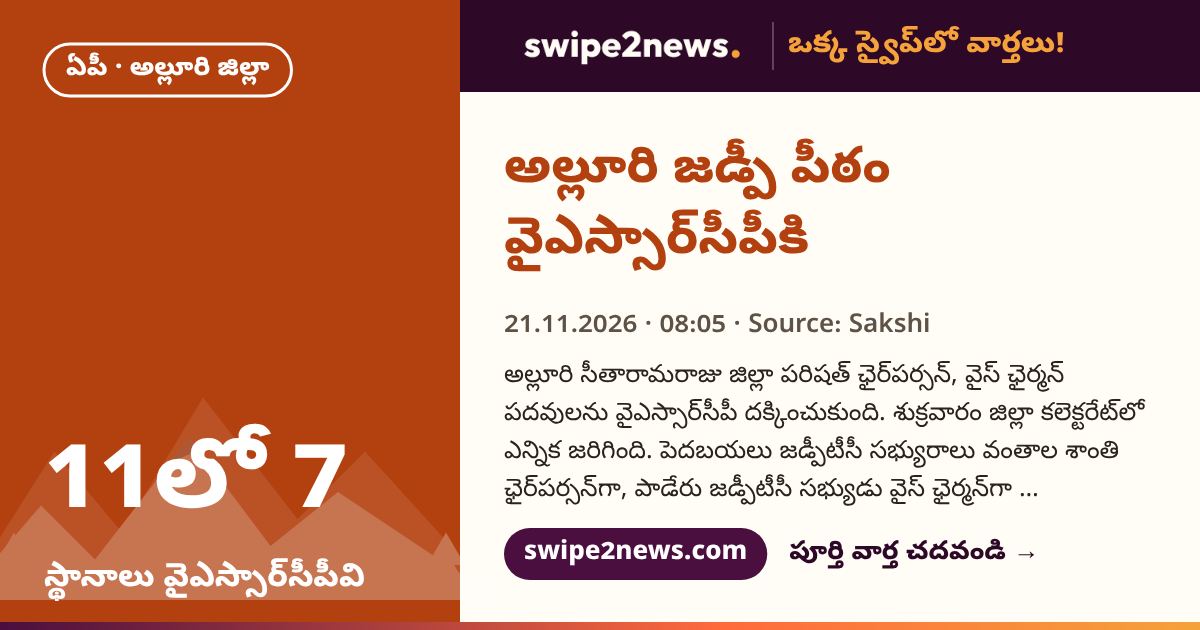 ఏపీ · అల్లూరి జిల్లా
11లో 7
స్థానాలు వైఎస్సార్‌సీపీవి
swipe2news.
ఒక్క స్వైప్‌లో వార్తలు!
అల్లూరి జడ్పీ పీఠం
వైఎస్సార్‌సీపీకి
21.11.2026 · 08:05 · Source: Sakshi
అల్లూరి సీతారామరాజు జిల్లా పరిషత్ ఛైర్‌పర్సన్, వైస్ ఛైర్మన్
పదవులను వైఎస్సార్‌సీపీ దక్కించుకుంది. శుక్రవారం జిల్లా కలెక్టరేట్‌లో
ఎన్నిక జరిగింది. పెదబయలు జడ్పీటీసీ సభ్యురాలు వంతాల శాంతి
ఛైర్‌పర్సన్‌గా, పాడేరు జడ్పీటీసీ సభ్యుడు వైస్ ఛైర్మన్‌గా ...
swipe2news.com
పూర్తి వార్త చదవండి →